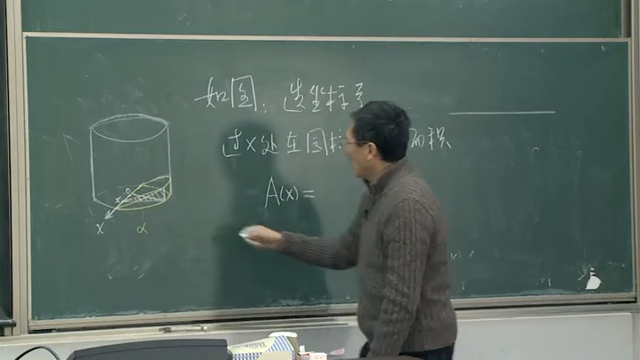 如图,选坐标系
过x处在圆柱 面积
A(x)=
x
α